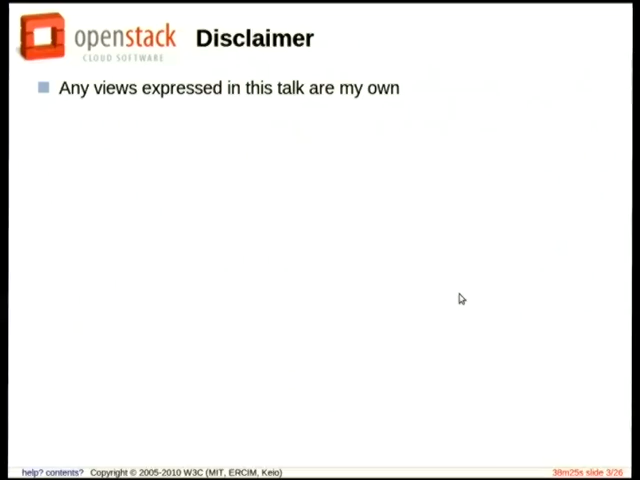 openstack
CLOUD SOFTWARE
Disclaimer
Any views expressed in this talk are my own
help? contents? Copyright © 2005-2010 W3C (MIT, ERCIM, Keio)
38m25s slide 3/26